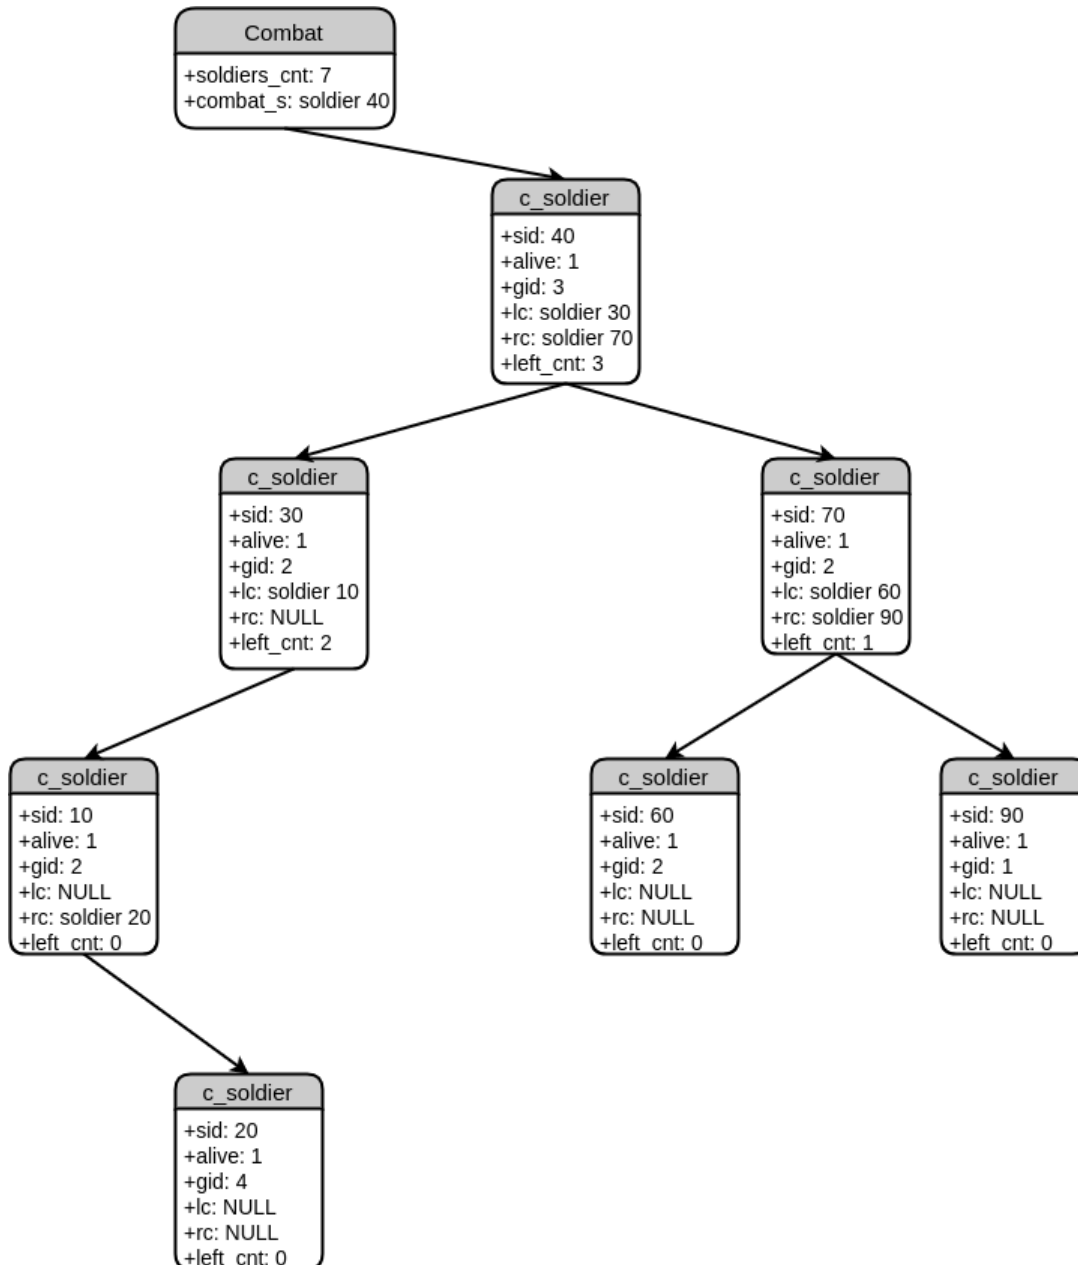 Combat
+soldiers_cnt: 7
+combat_s: soldier 40
c_soldier
+sid: 40
+alive: 1
+gid: 3
+lc: soldier 30
+rc: soldier 70
+left_cnt: 3
c_soldier
+sid: 30
+alive: 1
+gid: 2
+lc: soldier 10
+rc: NULL
+left_cnt: 2
c_soldier
+sid: 70
+alive: 1
+gid: 2
+lc: soldier 60
+rc: soldier 90
+left_cnt: 1
c_soldier
+sid: 10
+alive: 1
+gid: 2
+lc: NULL
+rc: soldier 20
+left_cnt: 0
c_soldier
+sid: 60
+alive: 1
+gid: 2
+lc: NULL
+rc: NULL
+left_cnt: 0
c_soldier
+sid: 90
+alive: 1
+gid: 1
+lc: NULL
+rc: NULL
+left_cnt: 0
c_soldier
+sid: 20
+alive: 1
+gid: 4
+lc: NULL
+rc: NULL
+left_cnt: 0